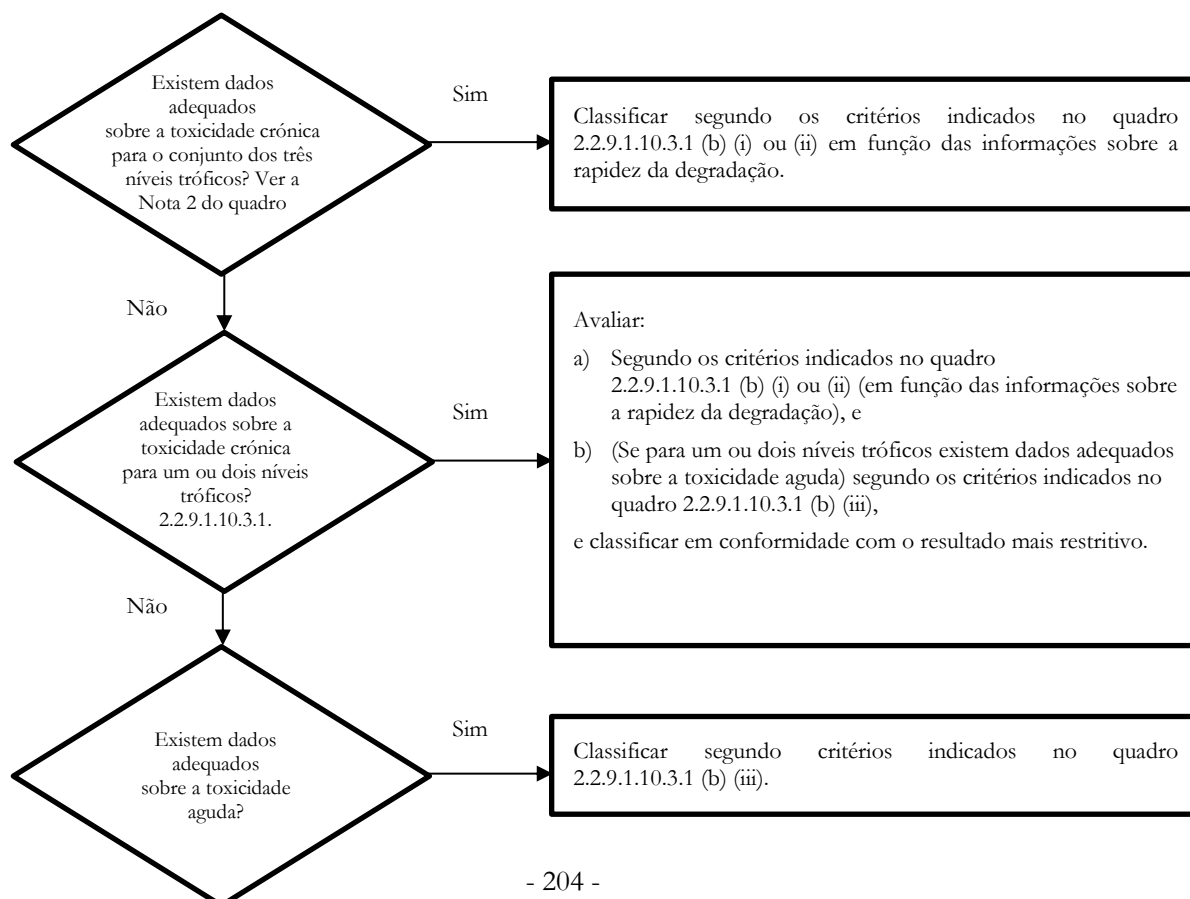 Existem dados
adequados
sobre a toxicidade crónica
para o conjunto dos três
níveis tróficos? Ver a
Nota 2 do quadro
Sim
Classificar segundo os critérios indicados no quadro
2.2.9.1.10.3.1 (b) (i) ou (ii) em função das informações sobre a
rapidez da degradação.
Não
Existem dados
adequados sobre a
toxicidade crónica
para um ou dois níveis
tróficos?
2.2.9.1.10.3.1.
Sim
Avaliar:
a) Segundo os critérios indicados no quadro
2.2.9.1.10.3.1 (b) (i) ou (ii) (em função das informações sobre
a rapidez da degradação), e
b) (Se para um ou dois níveis tróficos existem dados adequados
sobre a toxicidade aguda) segundo os critérios indicados no
quadro 2.2.9.1.10.3.1 (b) (iii),
e classificar em conformidade com o resultado mais restritivo.
Não
Existem dados
adequados
sobre a toxicidade
aguda?
Sim
Classificar segundo critérios indicados no quadro
2.2.9.1.10.3.1 (b) (iii).
- 204 -